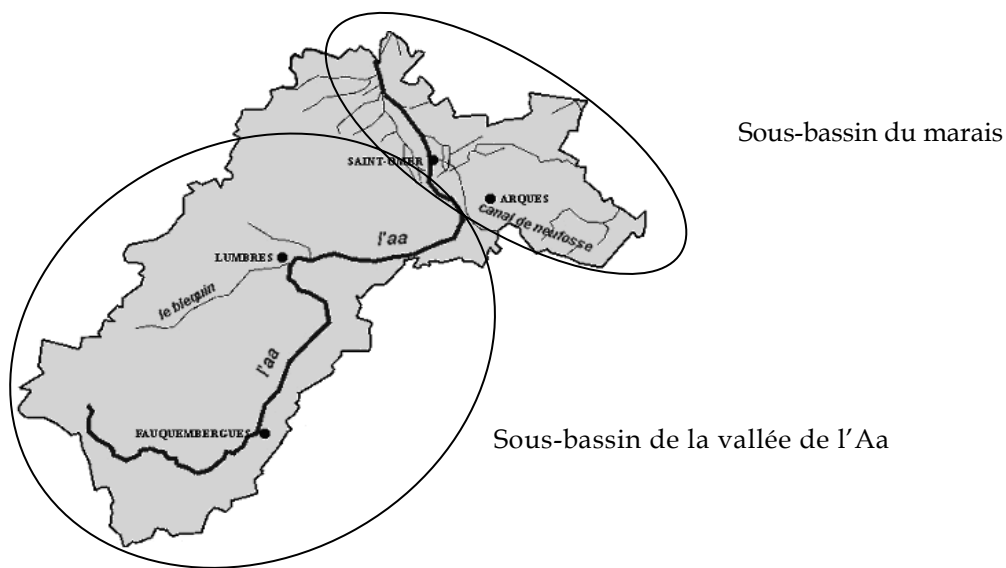 Sous-bassin du marais
SAINT-OMER
ARQUES
canal de neufosse
l'aa
LUMBRES
le bléquin
l'aa
FAUQUEMBERGUES
Sous-bassin de la vallée de l'Aa